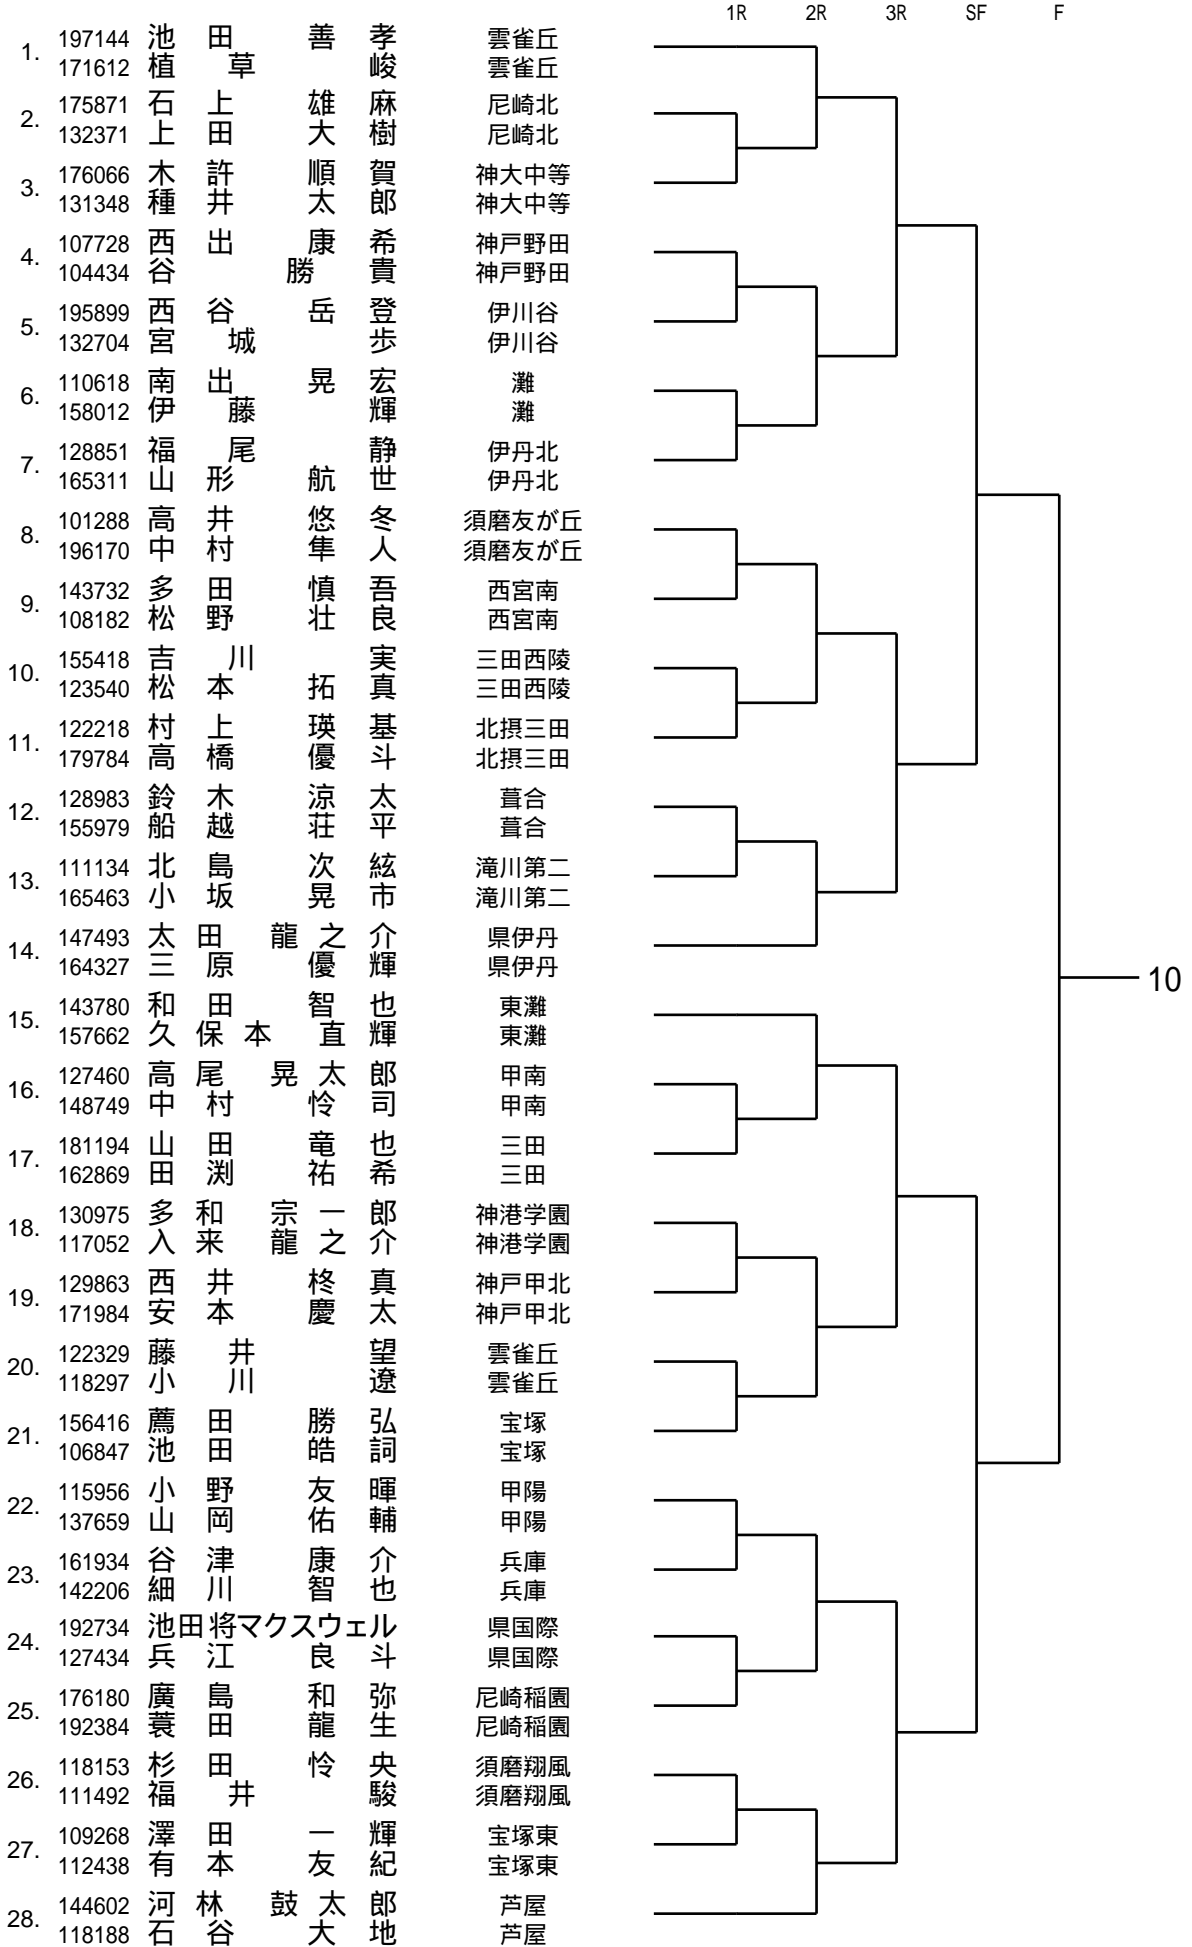 1R 2R 3R SF F
1. 197144 池田 善孝 雲雀丘
171612 植草 峻 雲雀丘
2. 175871 石上 雄麻 尼崎北
132371 上田 大樹 尼崎北
3. 176066 木許 順賀 神大中等
131348 種井 太郎 神大中等
4. 107728 西出 康希 神戸野田
104434 谷 勝貴 神戸野田
5. 195899 西谷 岳登 伊川谷
132704 宮城 歩 伊川谷
6. 110618 南出 晃宏 灘
158012 伊藤 輝 灘
7. 128851 福尾 静 伊丹北
165311 山形 航世 伊丹北
8. 101288 高井 悠冬 須磨友が丘
196170 中村 隼人 須磨友が丘
9. 143732 多田 慎吾 西宮南
108182 松野 壮良 西宮南
10. 155418 吉川 実 三田西陵
123540 松本 拓真 三田西陵
11. 122218 村上 瑛基 北摂三田
179784 高橋 優斗 北摂三田
12. 128983 鈴木 涼太 葺合
155979 船越 荘平 葺合
13. 111134 北島 次絃 滝川第二
165463 小坂 晃市 滝川第二
14. 147493 太田 龍之介 県伊丹
164327 三原 優輝 県伊丹
10
15. 143780 和田 智也 東灘
157662 久保本 直輝 東灘
16. 127460 高尾 晃太郎 甲南
148749 中村 怜司 甲南
17. 181194 山田 竜也 三田
162869 田渕 祐希 三田
18. 130975 多和 宗一郎 神港学園
117052 入来 龍之介 神港学園
19. 129863 西井 柊真 神戸甲北
171984 安本 慶太 神戸甲北
20. 122329 藤井 望 雲雀丘
118297 小川 遼 雲雀丘
21. 156416 薦田 勝弘 宝塚
106847 池田 皓詞 宝塚
22. 115956 小野 友暉 甲陽
137659 山岡 佑輔 甲陽
23. 161934 谷津 康介 兵庫
142206 細川 智也 兵庫
24. 192734 池田将マクスウェル 県国際
127434 兵江 良斗 県国際
25. 176180 廣島 和弥 尼崎稲園
192384 蓑田 龍生 尼崎稲園
26. 118153 杉田 怜央 須磨翔風
111492 福井 駿 須磨翔風
27. 109268 澤田 一輝 宝塚東
112438 有本 友紀 宝塚東
28. 144602 河林 鼓太郎 芦屋
118188 石谷 大地 芦屋